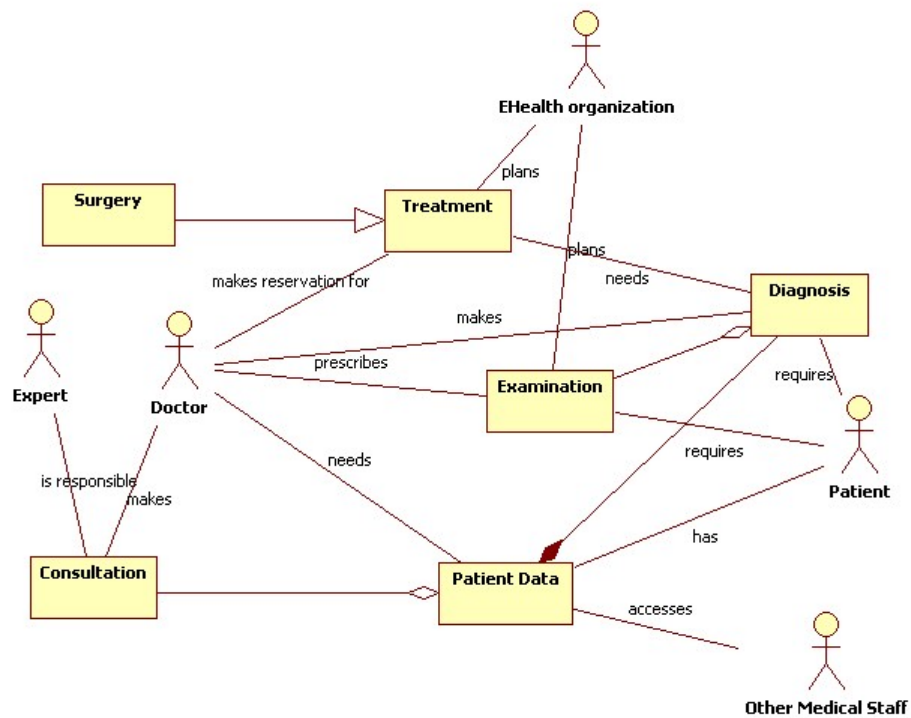 EHealth organization
plans
Surgery
Treatment
plans
needs
makes reservation for
Diagnosis
makes
prescribes
Examination
requires
Expert
Doctor
needs
requires
Patient
is responsible
makes
has
Consultation
Patient Data
accesses
Other Medical Staff